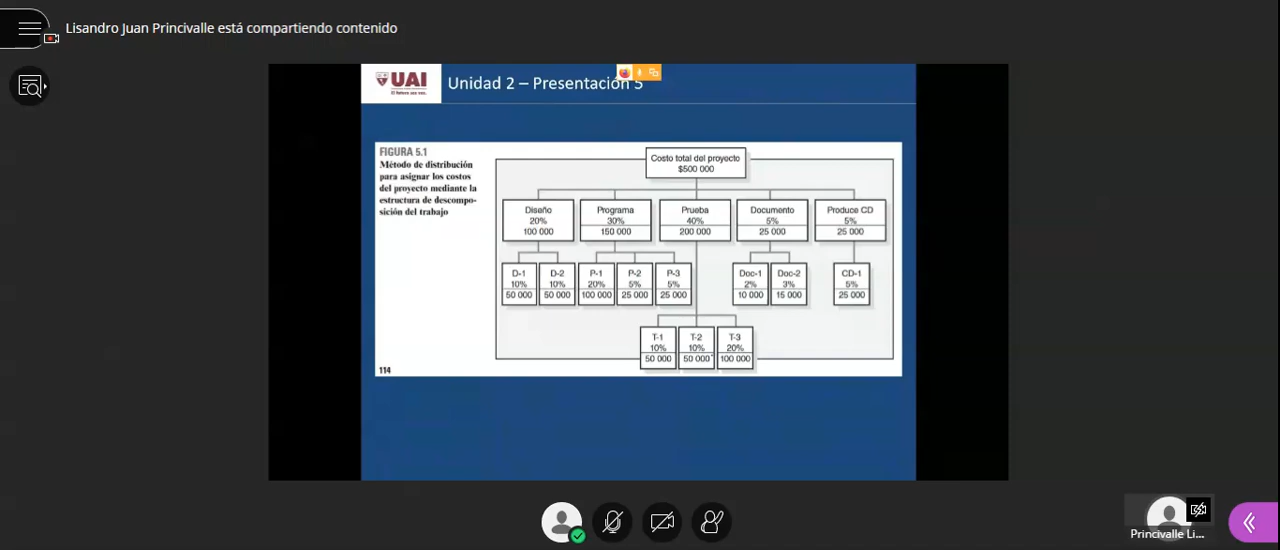 Lisandro Juan Princivalle está compartiendo contenido
UAI
Unidad 2 – Presentación 5
FIGURA 5.1
Método de distribución
para asignar los costos
del proyecto mediante la
estructura de descompo-
sición del trabajo
Costo total del proyecto
$500 000
Diseño
20%
100 000
Programa
30%
150 000
Prueba
40%
200 000
Documento
5%
25 000
Produce CD
5%
25 000
D-1
10%
50 000
D-2
10%
50 000
P-1
20%
100 000
P-2
5%
25 000
P-3
5%
25 000
Doc-1
2%
10 000
Doc-2
3%
15 000
CD-1
5%
25 000
T-1
10%
50 000
T-2
10%
50 000
T-3
20%
100 000
114
Princivalle Li...